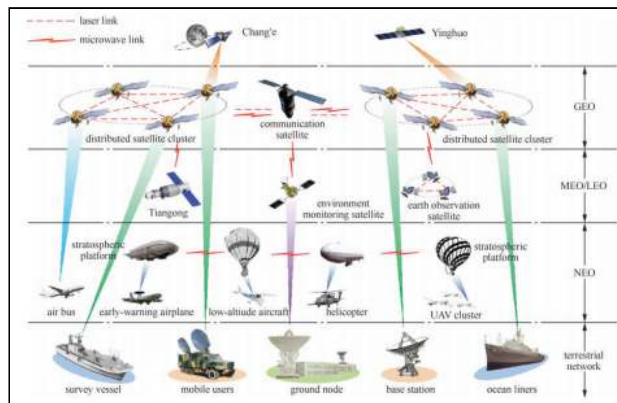 laser link
microwave link
Chang'e
Yinghuo
distributed satellite cluster
communication
satellite
distributed satellite cluster
GEO
Tiangong
environment
monitoring satellite
earth observation
satellite
MEO/LEO
stratospheric
platform
stratospheric
platform
NEO
air bus
early-warning airplane
low-altiude aircraft
helicopter
UAV cluster
survey vessel
mobile users
ground node
base station
ocean liners
terrestrial
network